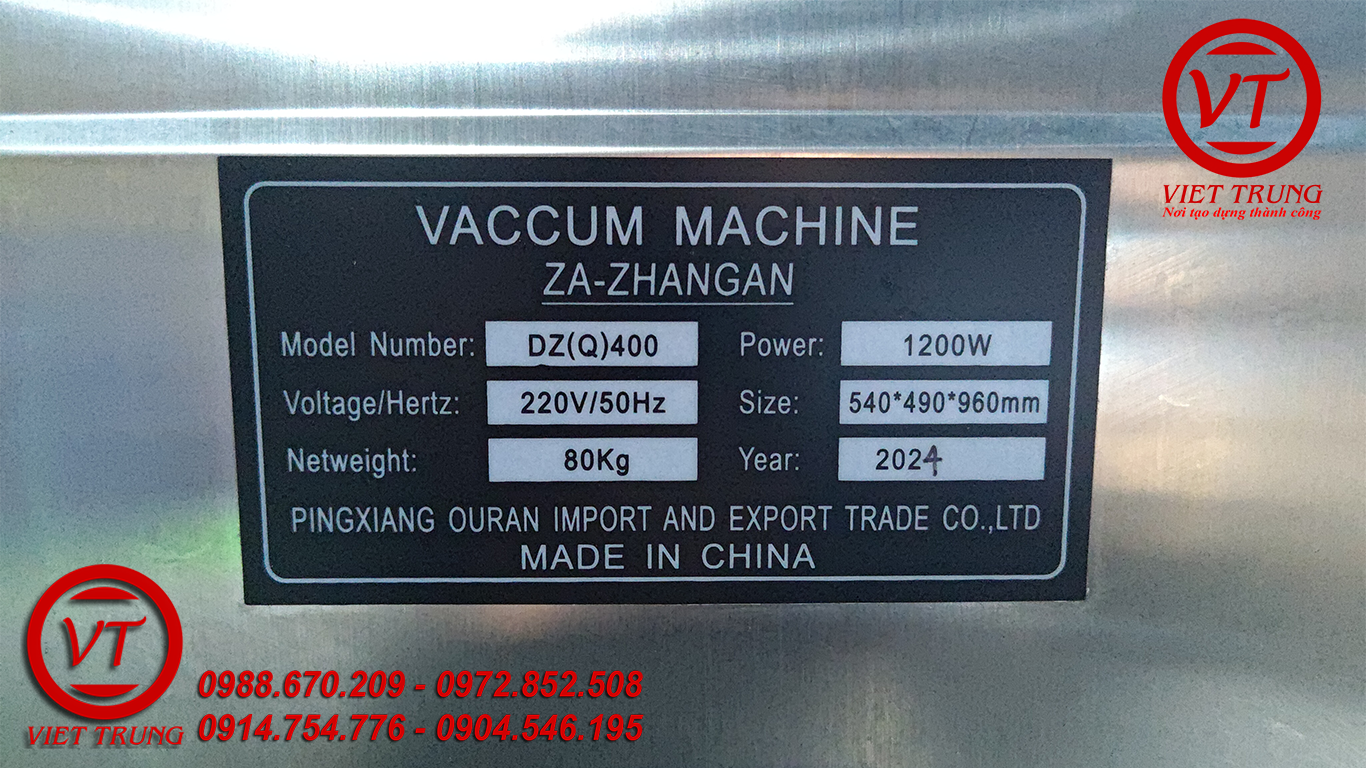 VT
VIET TRUNG
Nơi tạo dựng thành công
VACCUM MACHINE
ZA-ZHANGAN
Model Number: DZ(Q)400 Power: 1200W
Voltage/Hertz: 220V/50Hz Size: 540*490*960mm
Netweight: 80Kg Year: 2024
PINGXIANG OURAN IMPORT AND EXPORT TRADE CO.,LTD
MADE IN CHINA
VT
VIET TRUNG
0988.670.209 - 0972.852.508
0914.754.776 - 0904.546.195